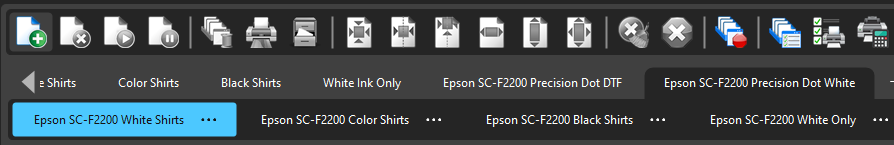 e Shirts Color Shirts Black Shirts White Ink Only Epson SC-F2200 Precision Dot DTF Epson SC-F2200 Precision Dot White
Epson SC-F2200 White Shirts ... Epson SC-F2200 Color Shirts ... Epson SC-F2200 Black Shirts ... Epson SC-F2200 White Only ...